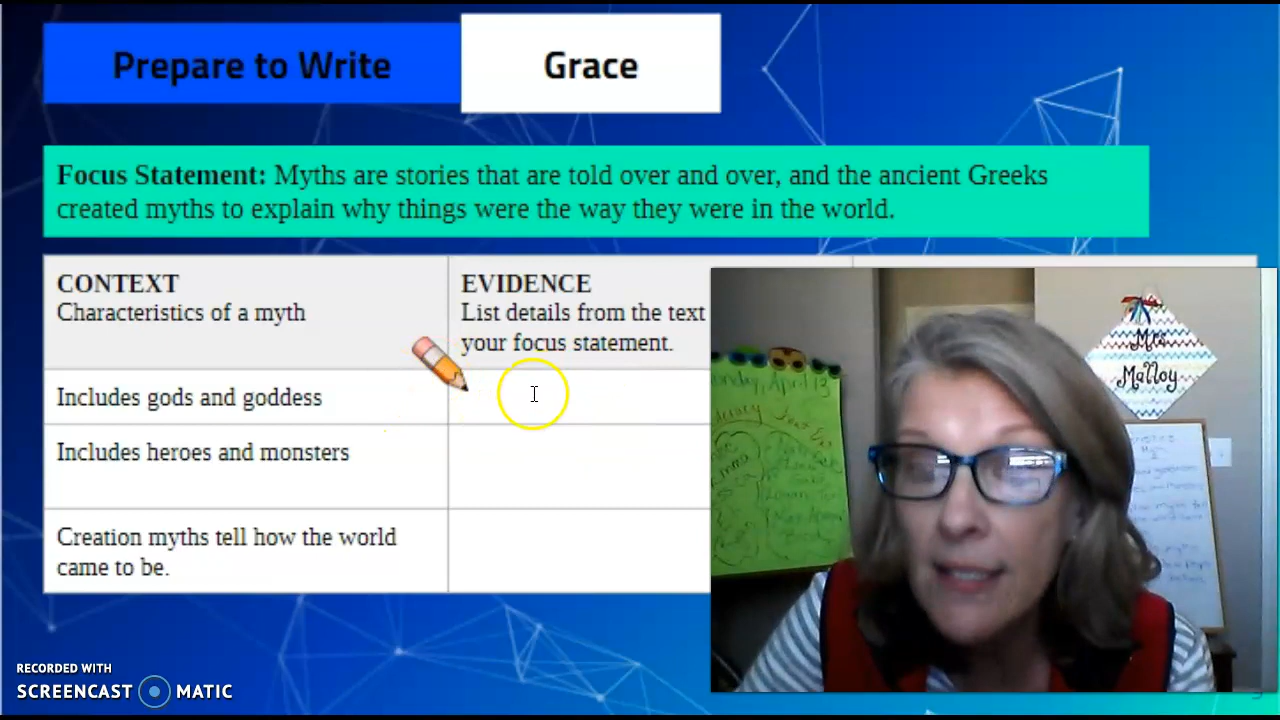 Prepare to Write
Grace
Focus Statement: Myths are stories that are told over and over, and the ancient Greeks
created myths to explain why things were the way they were in the world.
CONTEXT
Characteristics of a myth
EVIDENCE
List details from the text
your focus statement.
Includes gods and goddess
Includes heroes and monsters
Creation myths tell how the world
came to be.
Monday, April 13
Mrs
Malloy
RECORDED WITH
SCREENCAST MATIC